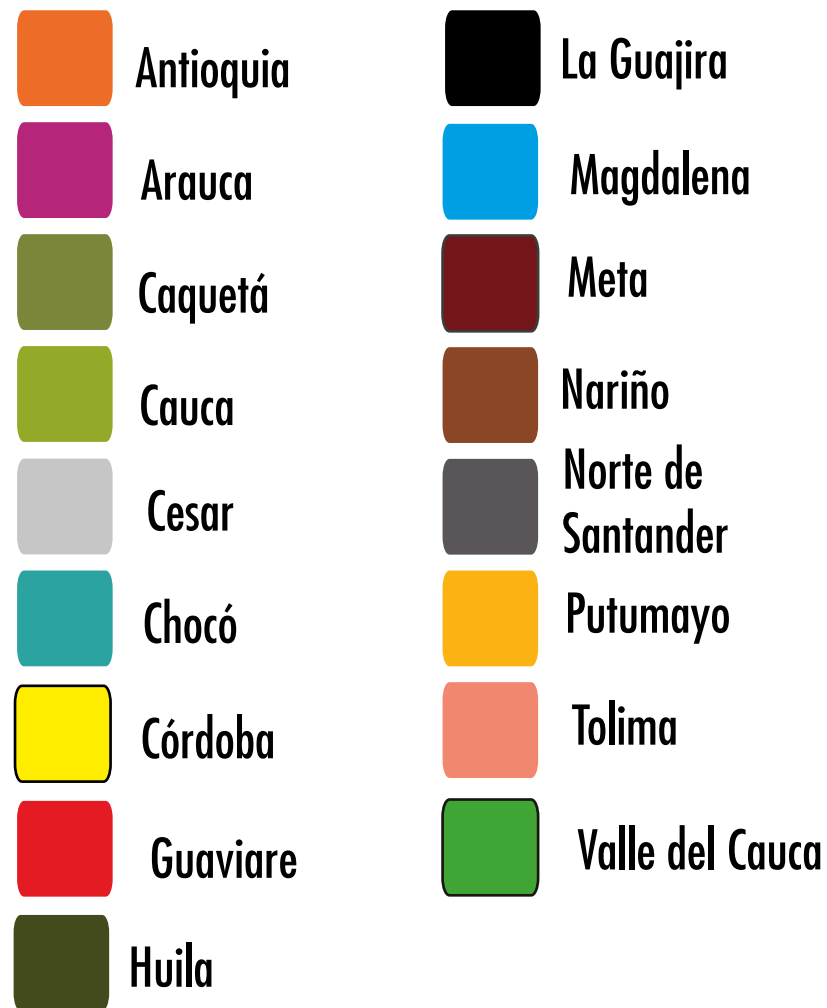 Antioquia
Arauca
Caquetá
Cauca
Cesar
Chocó
Córdoba
Guaviare
Huila
La Guajira
Magdalena
Meta
Nariño
Norte de
Santander
Putumayo
Tolima
Valle del Cauca